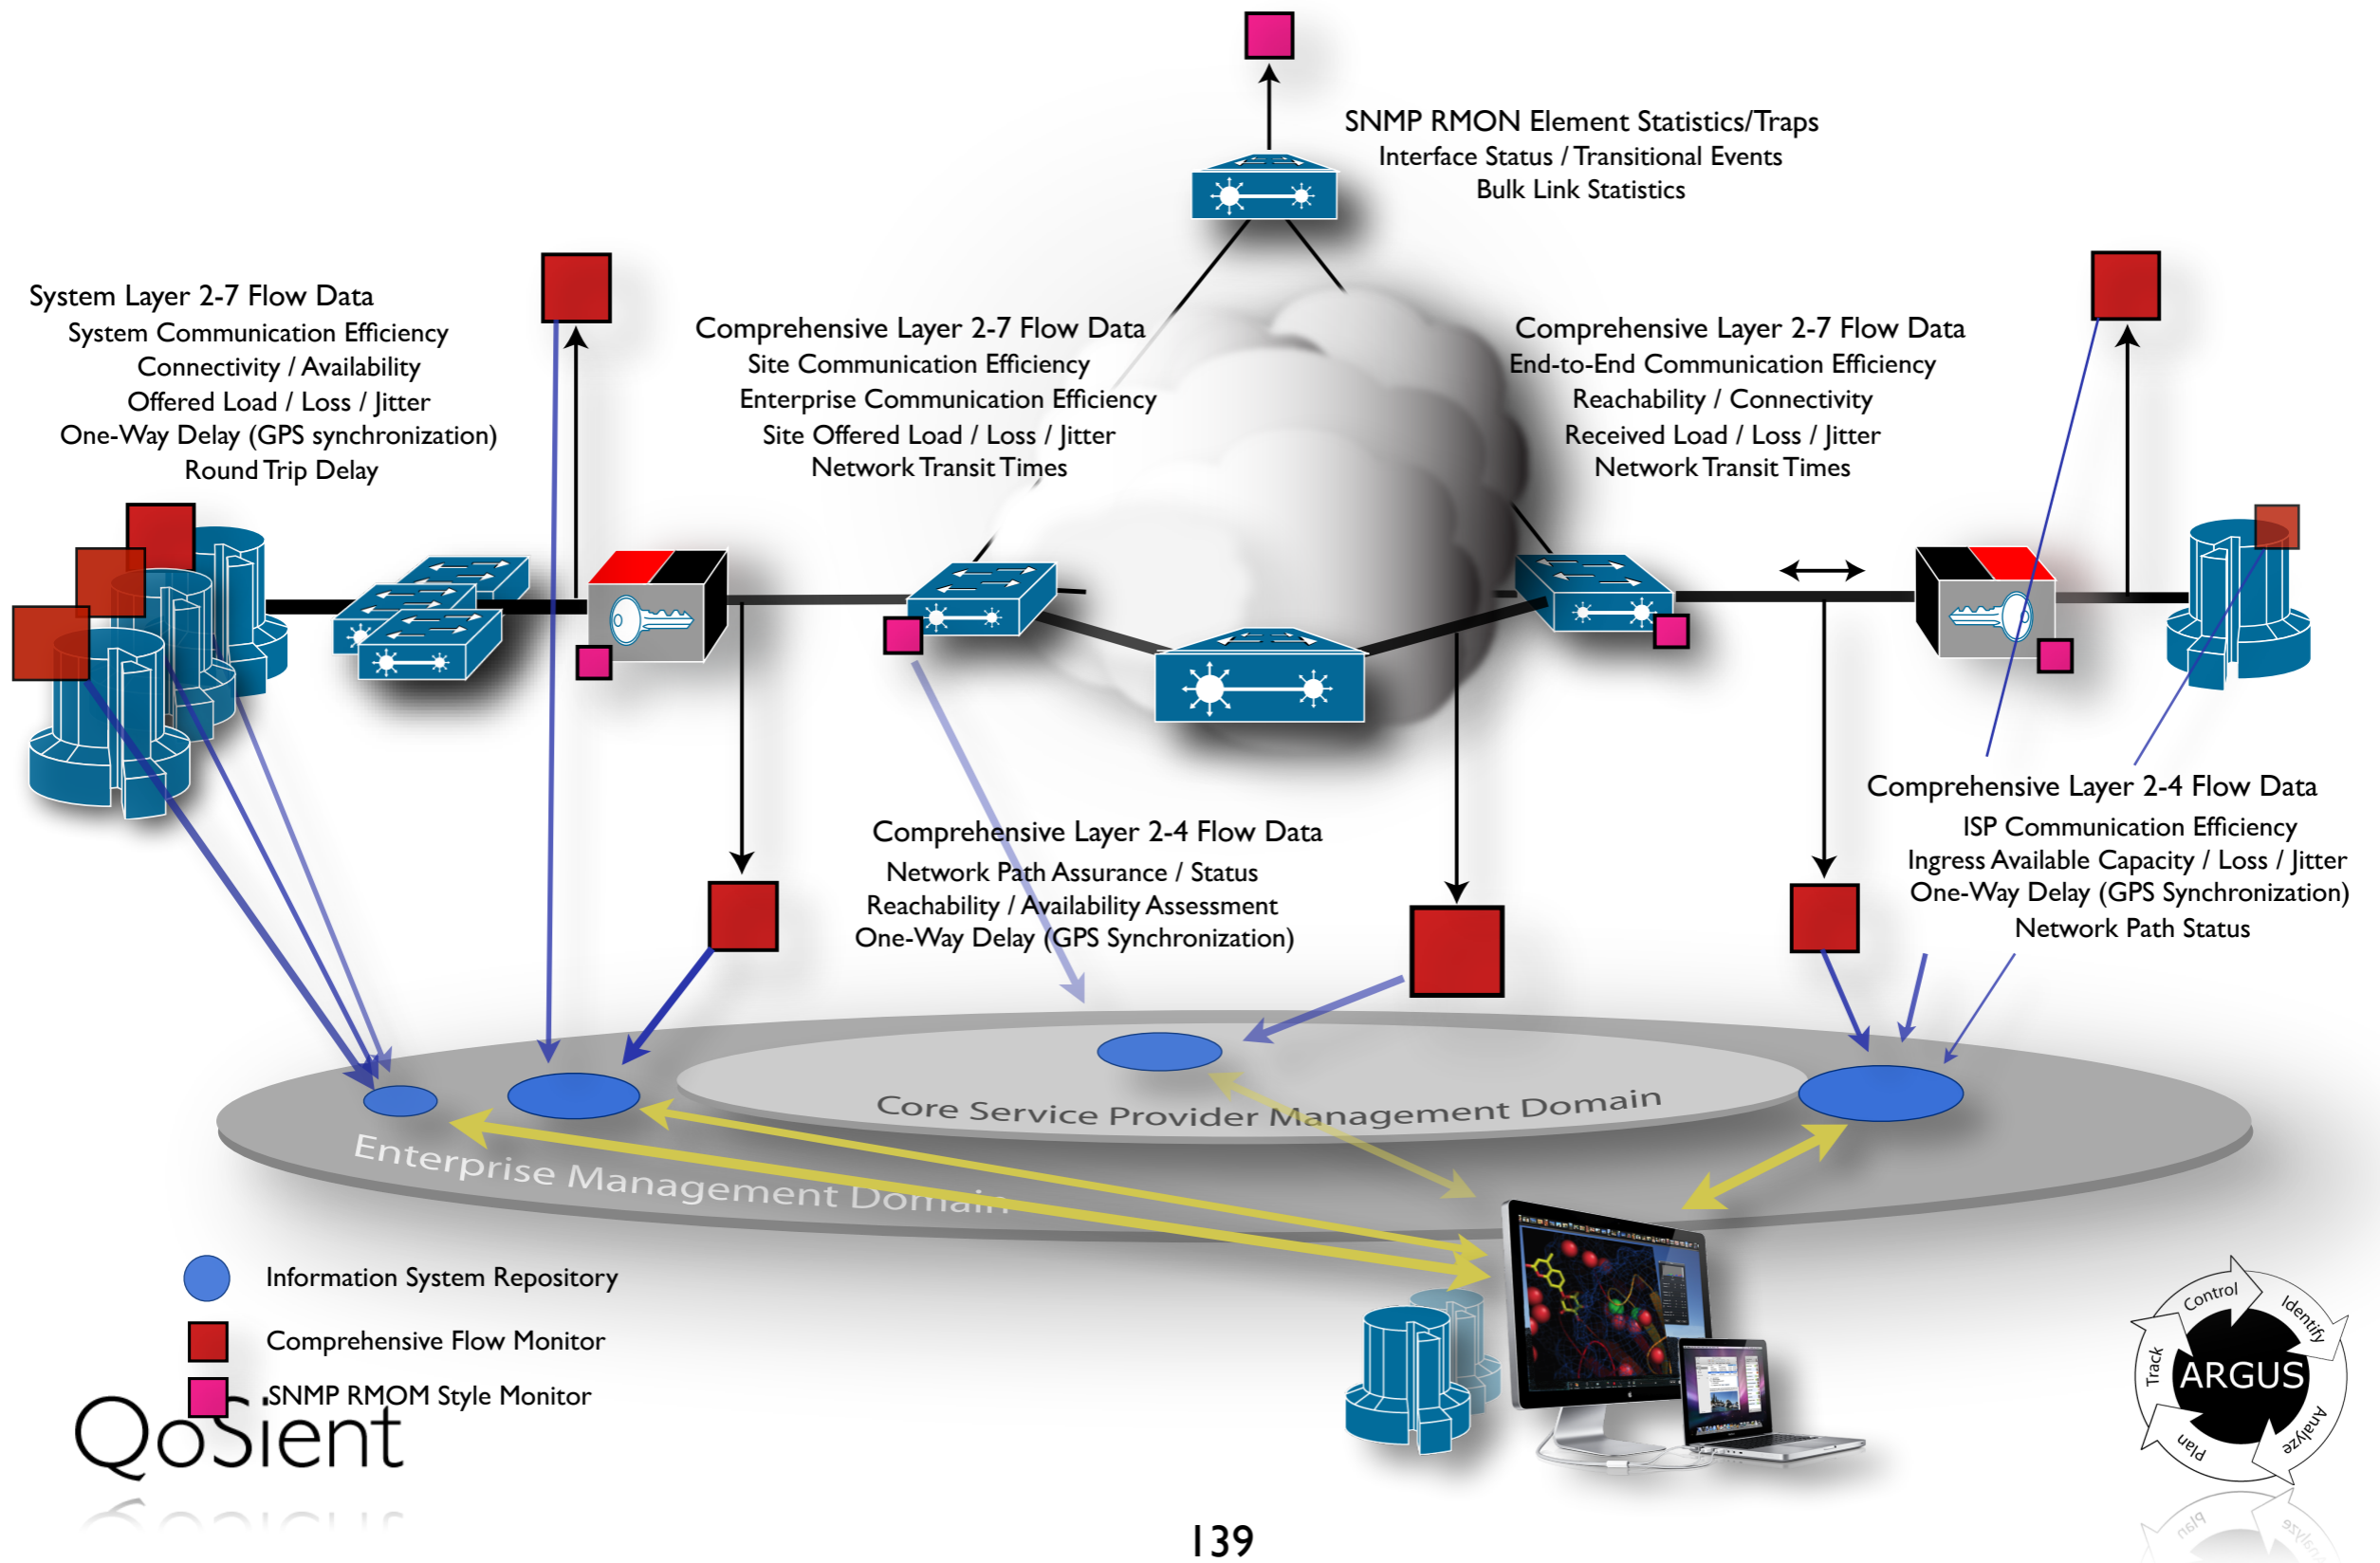 SNMP RMON Element Statistics/Traps
Interface Status / Transitional Events
Bulk Link Statistics
System Layer 2-7 Flow Data
System Communication Efficiency
Connectivity / Availability
Offered Load / Loss / Jitter
One-Way Delay (GPS synchronization)
Round Trip Delay
Comprehensive Layer 2-7 Flow Data
Site Communication Efficiency
Enterprise Communication Efficiency
Site Offered Load / Loss / Jitter
Network Transit Times
Comprehensive Layer 2-7 Flow Data
End-to-End Communication Efficiency
Reachability / Connectivity
Received Load / Loss / Jitter
Network Transit Times
Comprehensive Layer 2-4 Flow Data
Network Path Assurance / Status
Reachability / Availability Assessment
One-Way Delay (GPS Synchronization)
Comprehensive Layer 2-4 Flow Data
ISP Communication Efficiency
Ingress Available Capacity / Loss / Jitter
One-Way Delay (GPS Synchronization)
Network Path Status
Core Service Provider Management Domain
Enterprise Management Domain
Information System Repository
Comprehensive Flow Monitor
SNMP RMOM Style Monitor
QoSient
Control
Identify
Analyze
Plan
Track
ARGUS
139